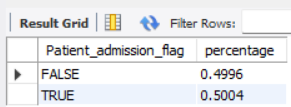 Result Grid Filter Rows:
Patient_admission_flag percentage
FALSE 0.4996
TRUE 0.5004